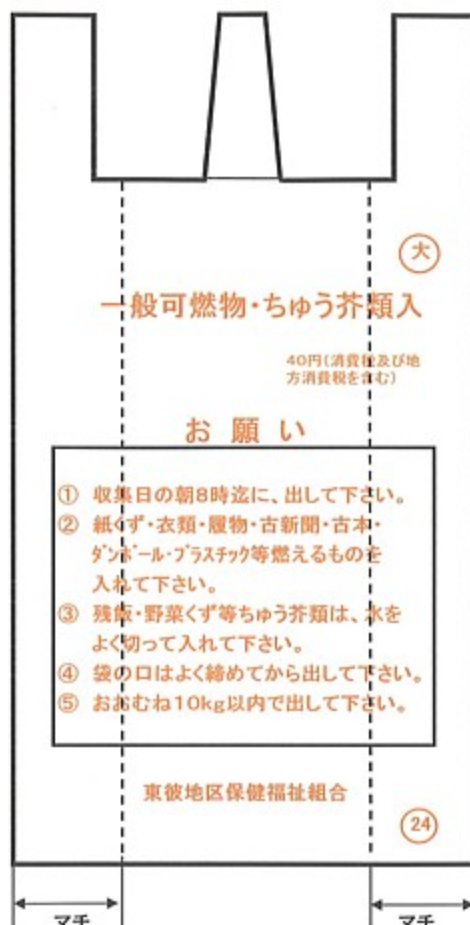 大
一般可燃物・ちゅう芥類入
40円(消費税及び地
方消費税を含む)
お願い
① 収集日の朝8時迄に、出して下さい。
② 紙くず・衣類・履物・古新聞・古本・
ダンボール・プラスチック等燃えるものを
入れて下さい。
③ 残飯・野菜くず等ちゅう芥類は、水を
よく切って入れて下さい。
④ 袋の口はよく締めてから出して下さい。
⑤ おおむね10kg以内で出して下さい。
東彼地区保健福祉組合
24
マチ
マチ